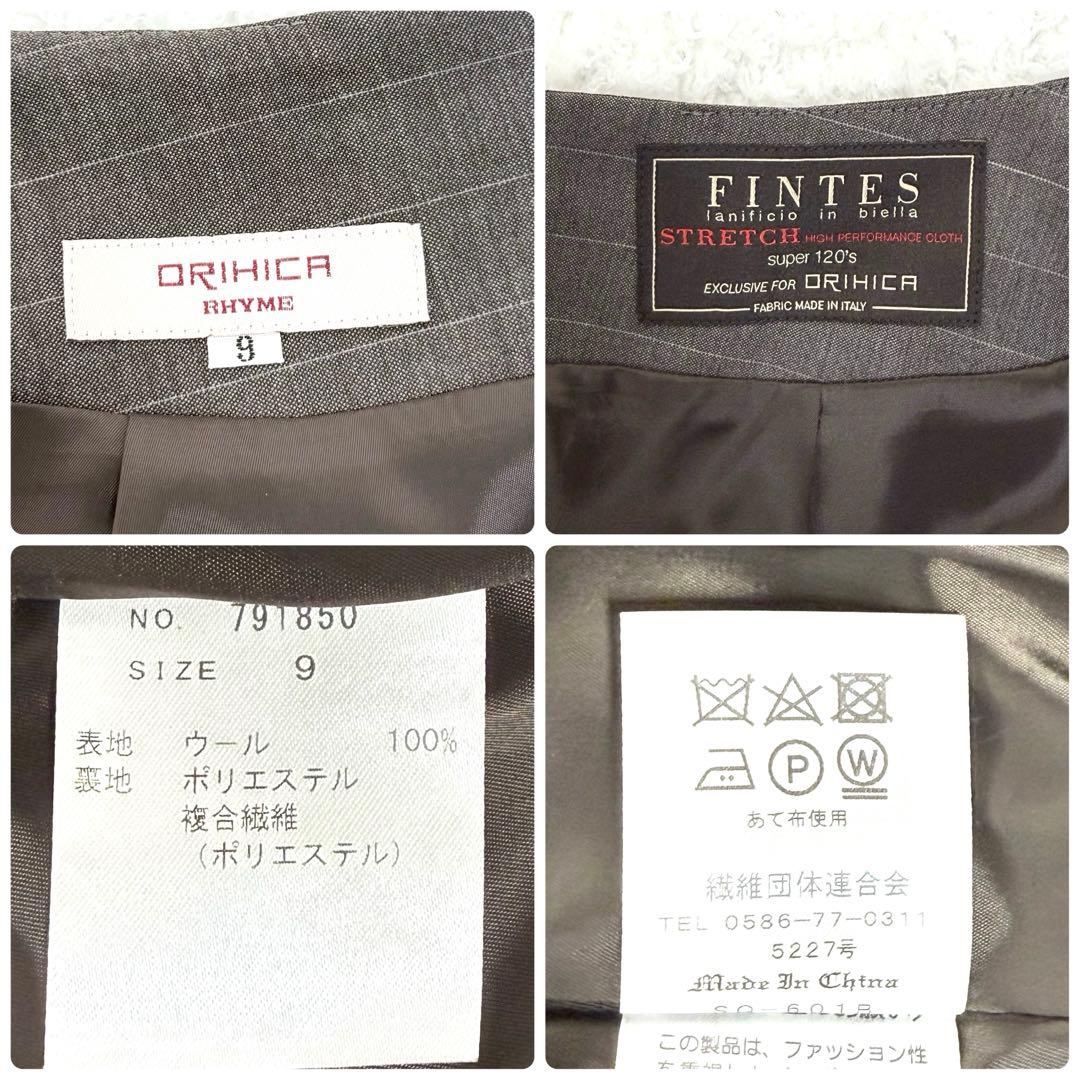 ORIHICA
RHYME
9
FINTES
lanificio in biella
STRETCH HIGH PERFORMANCE CLOTH
super 120's
EXCLUSIVE FOR ORIHICA
FABRIC MADE IN ITALY
NO. 791850
SIZE 9
表地 ウール 100%
裏地 ポリエステル
複合繊維
(ポリエステル)
P W
あて布使用
繊維団体連合会
TEL 0586-77-0311
5227号
Made In China
この製品は、ファッション性